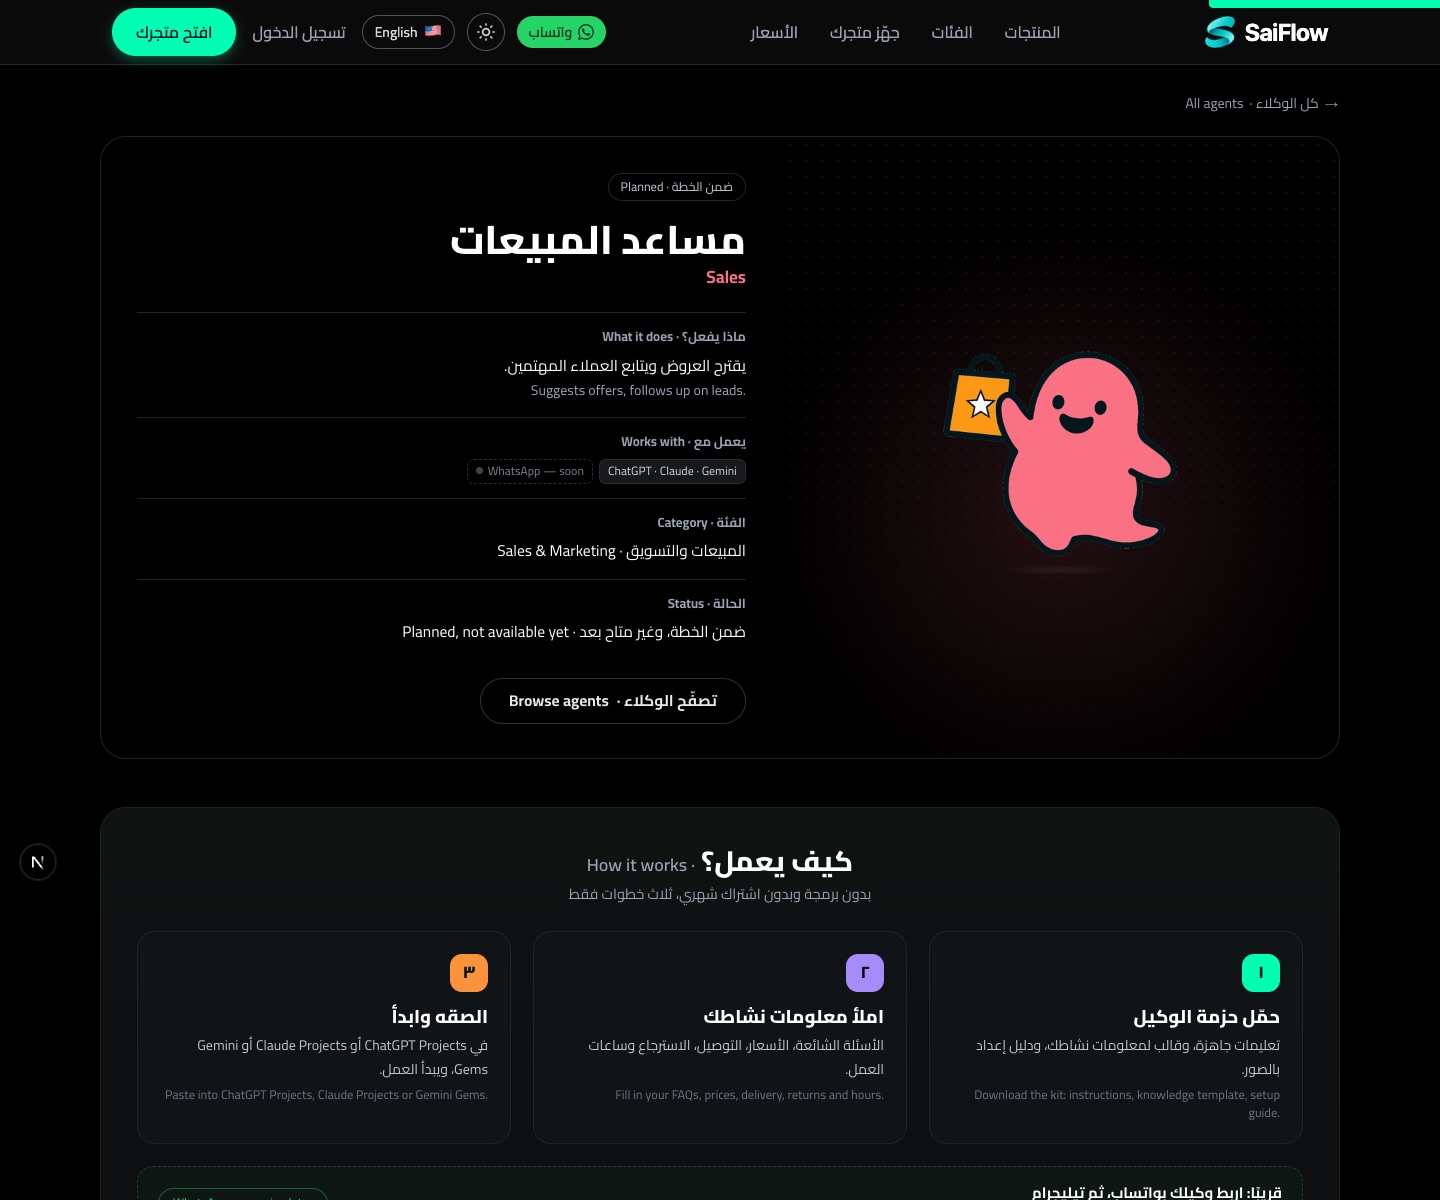 SaiFlow
المنتجات
الفئات
جهّز متجرك
الأسعار
واتساب
English
تسجيل الدخول
افتح متجرك
→ كل الوكلاء · All agents
ضمن الخطة · Planned
مساعد المبيعات
Sales
ماذا يفعل؟ · What it does
يقترح العروض ويتابع العملاء المهتمين.
Suggests offers, follows up on leads.
يعمل مع · Works with
ChatGPT · Claude · Gemini
WhatsApp — soon
الفئة · Category
المبيعات والتسويق · Sales & Marketing
الحالة · Status
ضمن الخطة، وغير متاح بعد · Planned, not available yet
تصفّح الوكلاء · Browse agents
كيف يعمل؟ · How it works
بدون برمجة وبدون اشتراك شهري، ثلاث خطوات فقط
١
حمّل حزمة الوكيل
تعليمات جاهزة، وقالب لمعلومات نشاطك، ودليل إعداد
بالصور.
Download the kit: instructions, knowledge template, setup
guide.
٢
املأ معلومات نشاطك
الأسئلة الشائعة، الأسعار، التوصيل، الاسترجاع وساعات
العمل.
Fill in your FAQs, prices, delivery, returns and hours.
٣
الصقه وابدأ
في ChatGPT Projects أو Claude Projects أو Gemini
Gems، ويبدأ العمل.
Paste into ChatGPT Projects, Claude Projects or Gemini Gems.
N
قريبًا: اربط وكيلك بواتساب، ثم تيليجرام